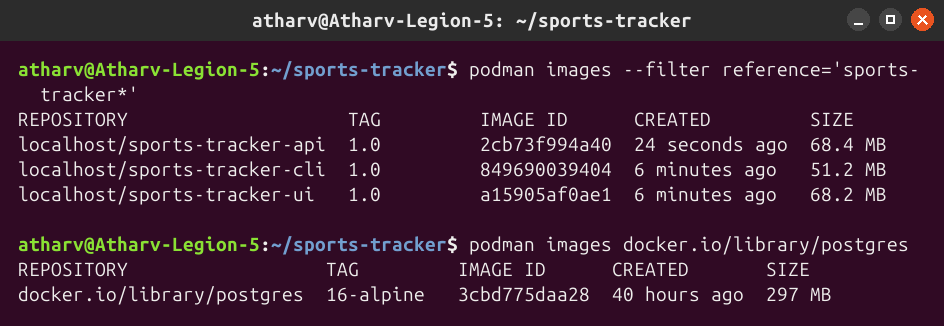 atharv@Atharv-Legion-5: ~/sports-tracker
atharv@Atharv-Legion-5:~/sports-tracker$ podman images --filter reference='sports-
tracker*'
REPOSITORY TAG IMAGE ID CREATED SIZE
localhost/sports-tracker-api 1.0 2cb73f994a40 24 seconds ago 68.4 MB
localhost/sports-tracker-cli 1.0 849690039404 6 minutes ago 51.2 MB
localhost/sports-tracker-ui 1.0 a15905af0ae1 6 minutes ago 68.2 MB
atharv@Atharv-Legion-5:~/sports-tracker$ podman images docker.io/library/postgres
REPOSITORY TAG IMAGE ID CREATED SIZE
docker.io/library/postgres 16-alpine 3cbd775daa28 40 hours ago 297 MB